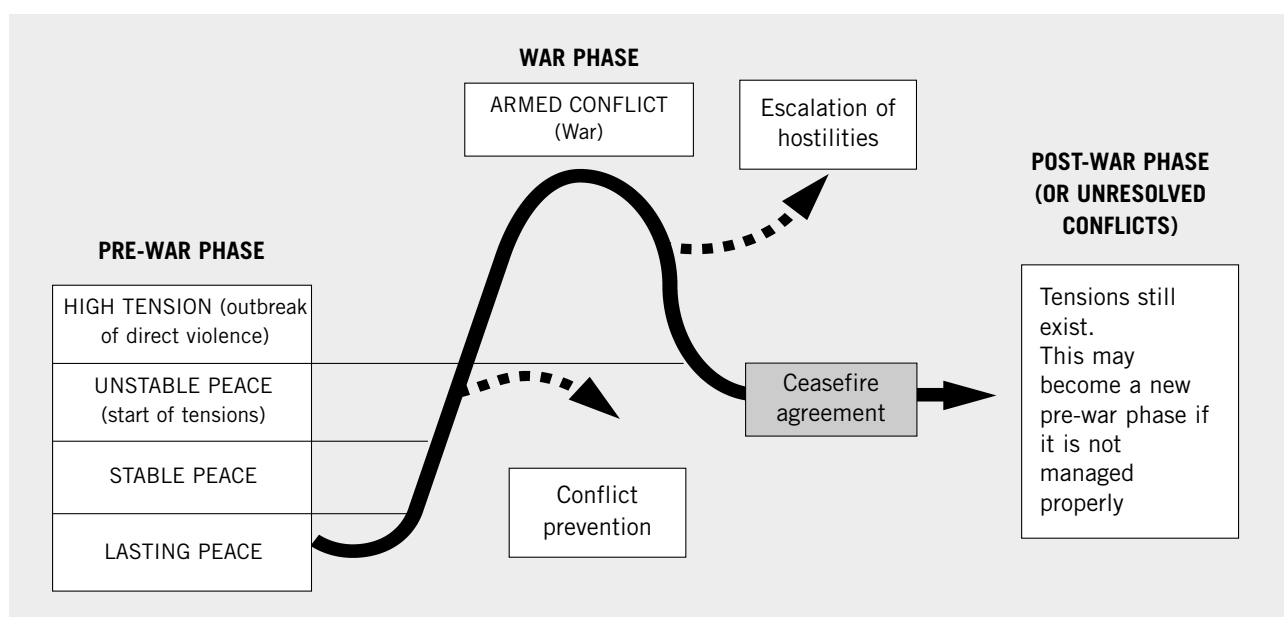 WAR PHASE
ARMED CONFLICT
(War)
Escalation of
hostilities
POST-WAR PHASE
(OR UNRESOLVED
CONFLICTS)
PRE-WAR PHASE
HIGH TENSION (outbreak
of direct violence)
UNSTABLE PEACE
(start of tensions)
STABLE PEACE
LASTING PEACE
Conflict
prevention
Ceasefire
agreement
Tensions still
exist.
This may
become a new
pre-war phase if
it is not
managed
properly